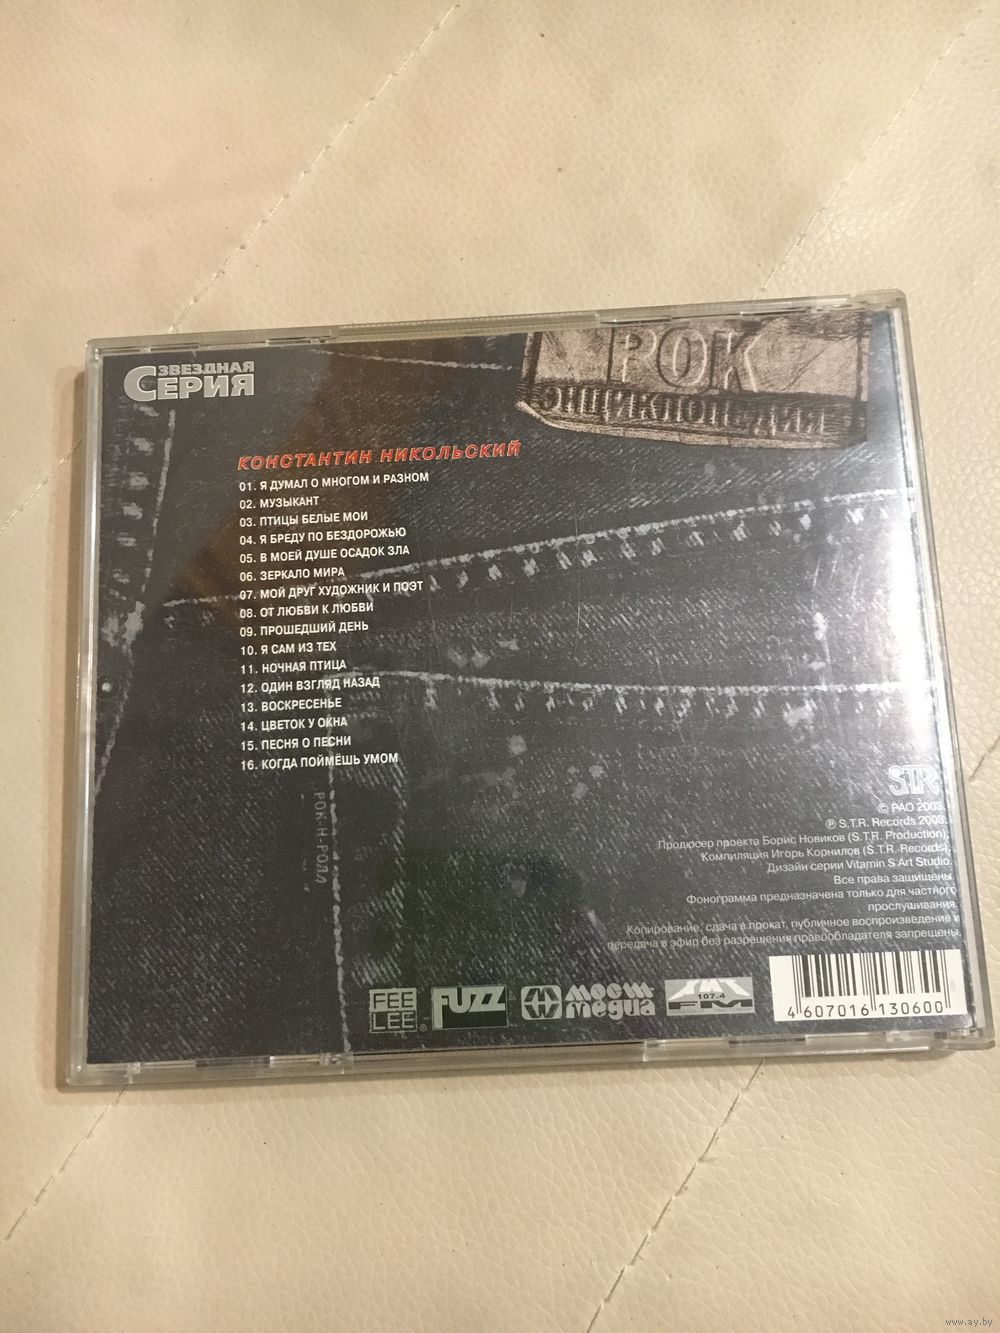 ЗВЕЗДНАЯ
СЕРИЯ
РОК
ЭНЦИКЛОПЕДИЯ
КОНСТАНТИН НИКОЛЬСКИЙ
01. Я ДУМАЛ О МНОГОМ И РАЗНОМ
02. МУЗЫКАНТ
03. ПТИЦЫ БЕЛЫЕ МОИ
04. Я БРЕДУ ПО БЕЗДОРОЖЬЮ
05. В МОЕЙ ДУШЕ ОСАДОК ЗЛА
06. ЗЕРКАЛО МИРА
07. МОЙ ДРУГ ХУДОЖНИК И ПОЭТ
08. ОТ ЛЮБВИ К ЛЮБВИ
09. ПРОШЕДШИЙ ДЕНЬ
10. Я САМ ИЗ ТЕХ
11. НОЧНАЯ ПТИЦА
12. ОДИН ВЗГЛЯД НАЗАД
13. ВОСКРЕСЕНЬЕ
14. ЦВЕТОК У ОКНА
15. ПЕСНЯ О ПЕСНИ
16. КОГДА ПОЙМЁШЬ УМОМ
РОК-Н-РОЛЛ
STR
© РАО 2003.
℗ S.T.R. Records 2003.
Продюсер проекта Борис Новиков (S.T.R. Production).
Компиляция Игорь Корнилов (S.T.R. Records).
Дизайн серии Vitamin S Art Studio.
Все права защищены.
Фонограмма предназначена только для частного
прослушивания.
Копирование, сдача в прокат, публичное воспроизведение и
передача в эфир без разрешения правообладателя запрещены.
FEE
LEE ®
FUZZ
мост-
медиа
107.4
FM
4 607016 130600
www.ay.by